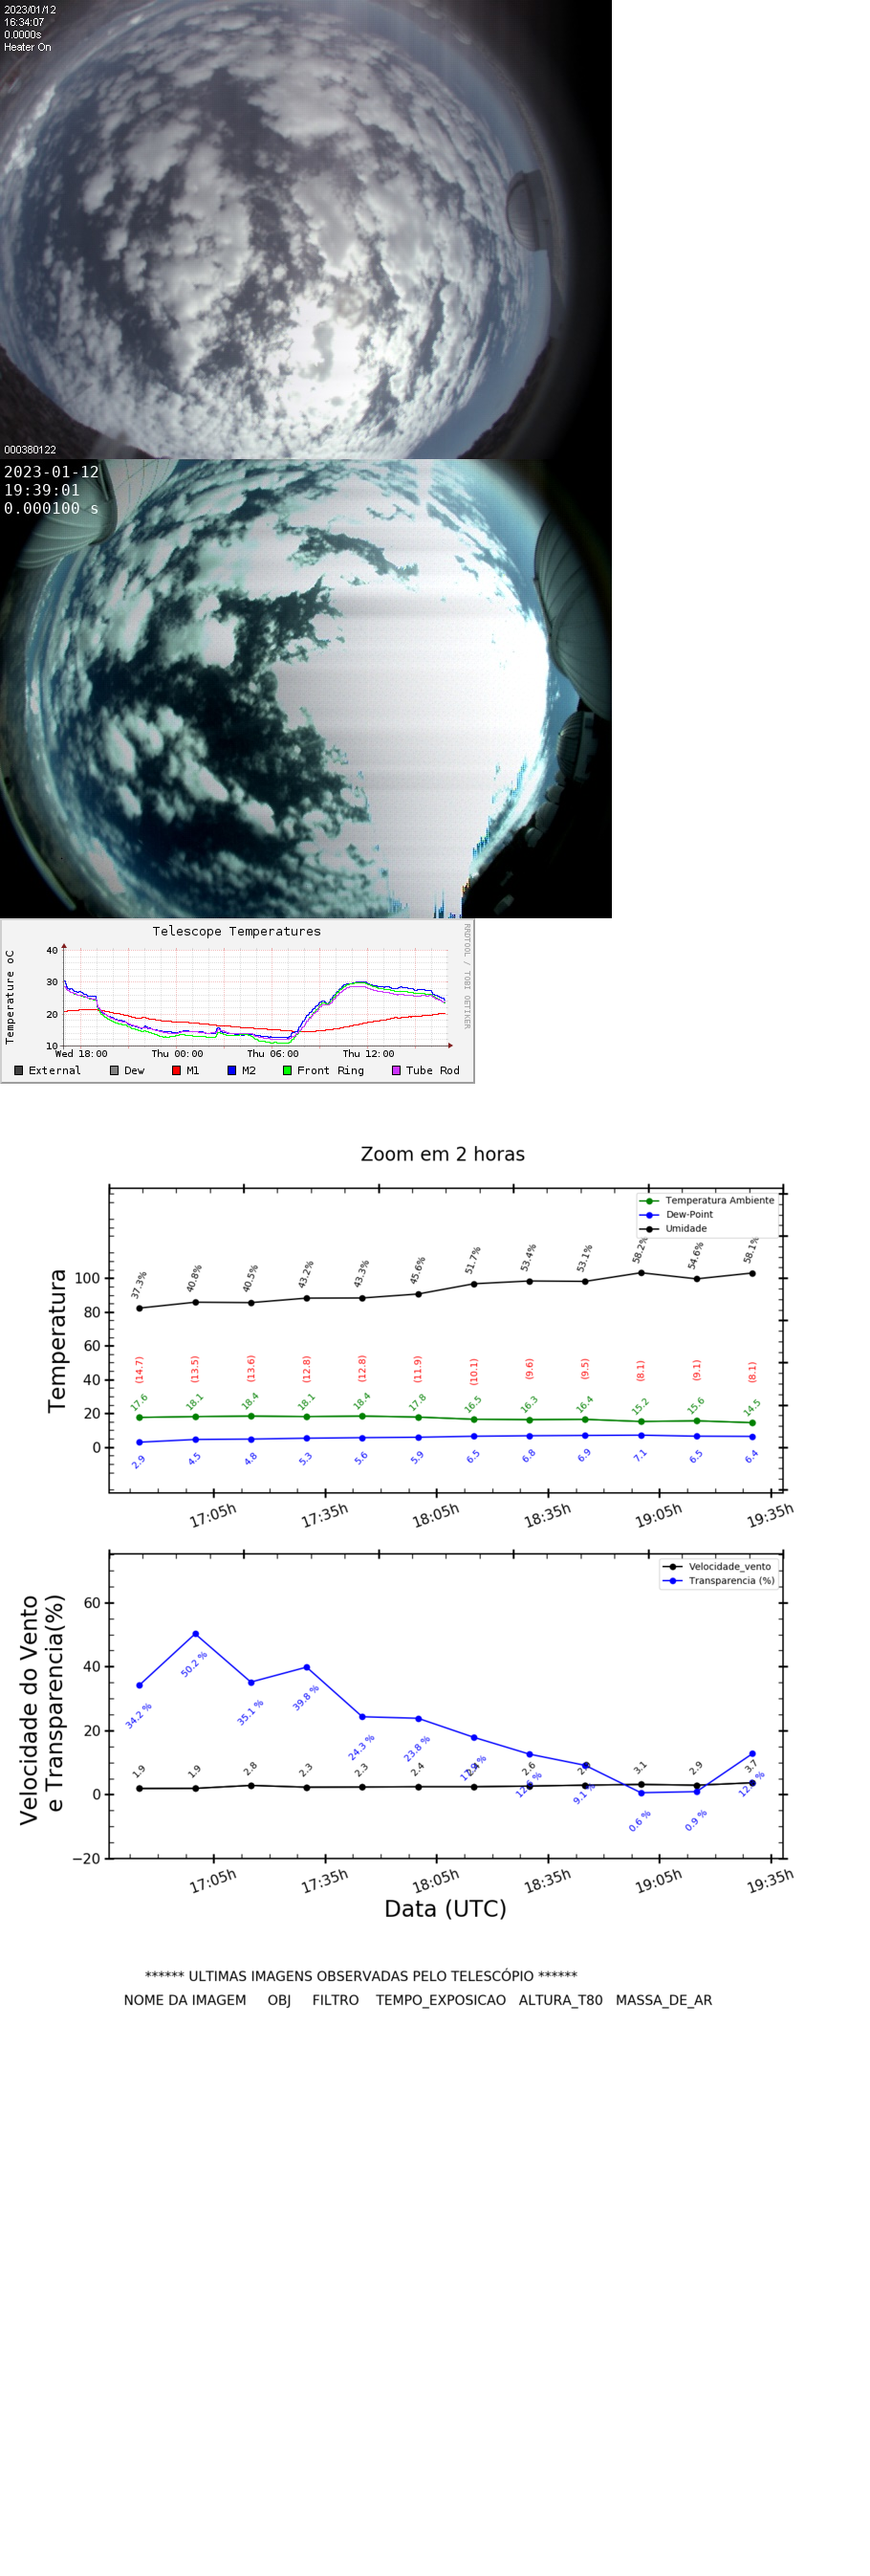 2023/01/12
16:34:07
0.0000s
Heater On
000380122
2023-01-12
19:39:01
0.000100 s
Telescope Temperatures
RRDTOOL / TOBI OETIKER
Temperature oC
40
30
20
10
Wed 18:00 Thu 00:00 Thu 06:00 Thu 12:00
External Dew M1 M2 Front Ring Tube Rod
Zoom em 2 horas
Temperatura Ambiente
Dew-Point
Umidade
Temperatura
100
80
60
40
20
0
37.3% 40.8% 40.5% 43.2% 43.3% 45.6% 51.7% 53.4% 53.1% 58.2% 54.6% 58.1%
(14.7) (13.5) (13.6) (12.8) (12.8) (11.9) (10.1) (9.6) (9.5) (8.1) (9.1) (8.1)
17.6 18.1 18.4 18.1 18.4 17.8 16.5 16.3 16.4 15.2 15.6 14.5
2.9 4.5 4.8 5.3 5.6 5.9 6.5 6.8 6.9 7.1 6.5 6.4
17:05h 17:35h 18:05h 18:35h 19:05h 19:35h
Velocidade_vento
Transparencia (%)
Velocidade do Vento
e Transparencia(%)
60
40
20
0
−20
34.2 % 50.2 % 35.1 % 39.8 % 24.3 % 23.8 % 9.1 % 0.6 % 0.9 %
1.9 1.9 2.8 2.3 2.3 2.4 2.6 3.1 2.9 3.7
17:05h 17:35h 18:05h 18:35h 19:05h 19:35h
Data (UTC)
****** ULTIMAS IMAGENS OBSERVADAS PELO TELESCÓPIO ******
NOME DA IMAGEM OBJ FILTRO TEMPO_EXPOSICAO ALTURA_T80 MASSA_DE_AR